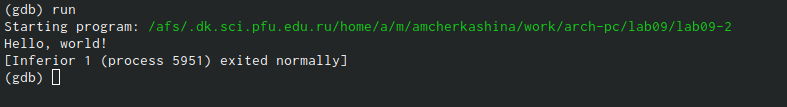 (gdb) run
Starting program: /afs/.dk.sci.pfu.edu.ru/home/a/m/amcherkashina/work/arch-pc/lab09/lab09-2
Hello, world!
[Inferior 1 (process 5951) exited normally]
(gdb)